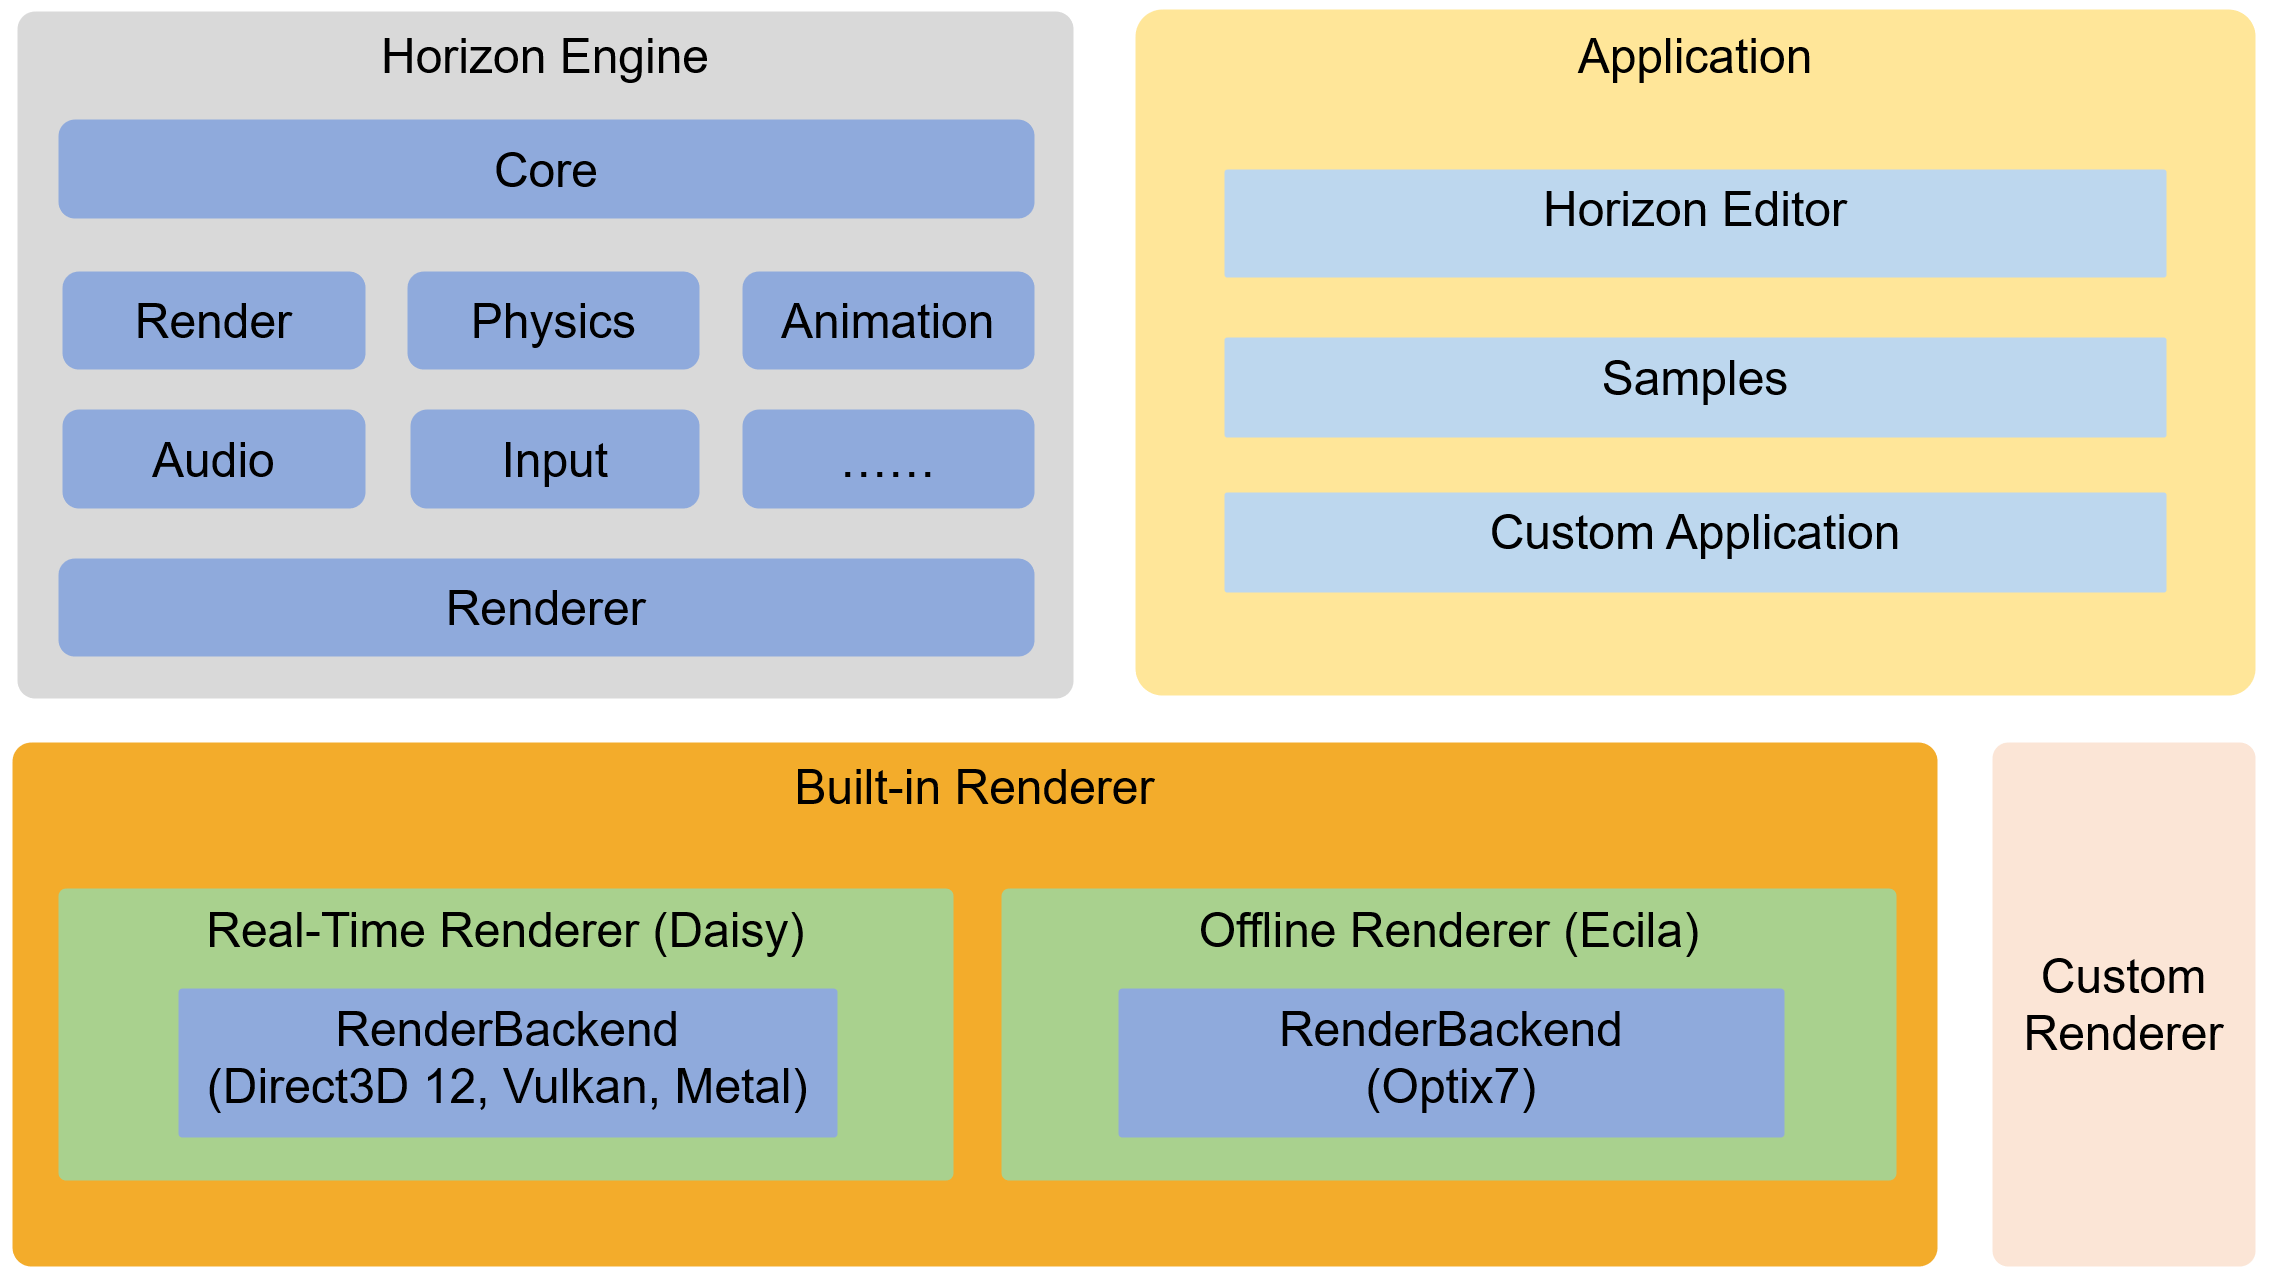 Horizon Engine
Core
Render
Physics
Animation
Audio
Input
......
Renderer
Application
Horizon Editor
Samples
Custom Application
Built-in Renderer
Real-Time Renderer (Daisy)
RenderBackend
(Direct3D 12, Vulkan, Metal)
Offline Renderer (Ecila)
RenderBackend
(Optix7)
Custom
Renderer